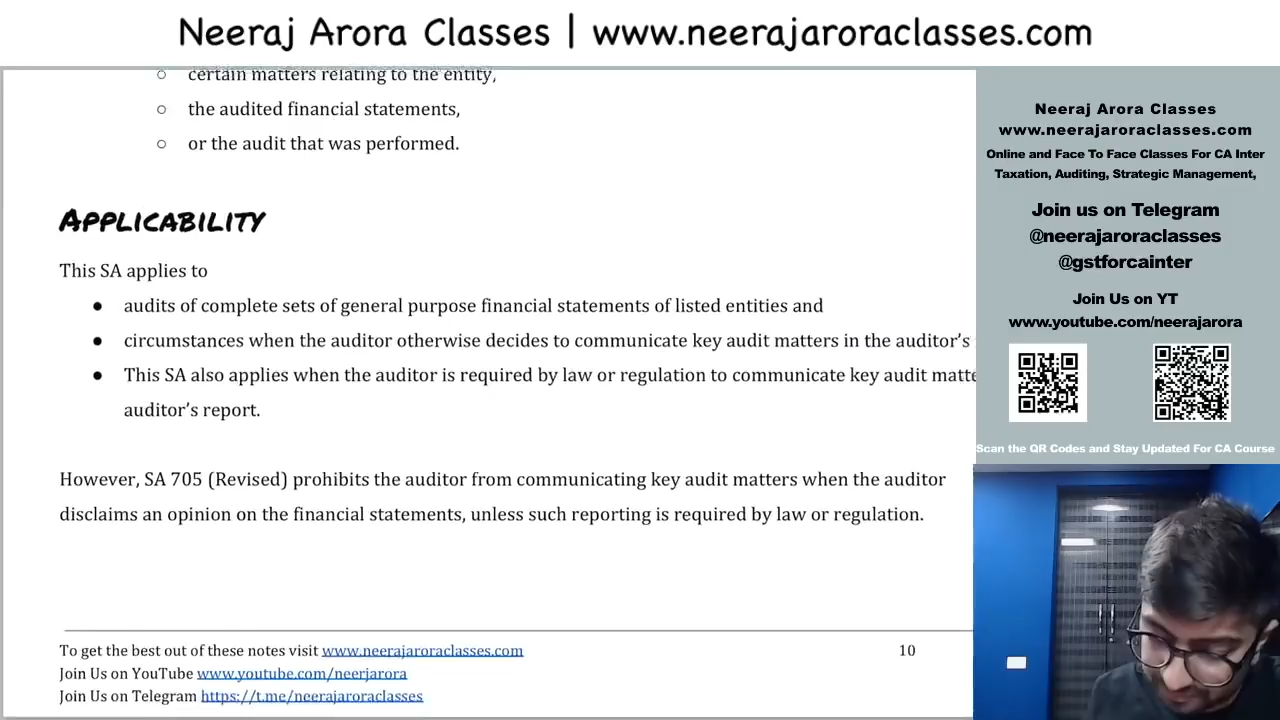 Neeraj Arora Classes | www.neerajaroraclasses.com
○ certain matters relating to the entity,
○ the audited financial statements,
○ or the audit that was performed.
APPLICABILITY
This SA applies to
● audits of complete sets of general purpose financial statements of listed entities and
● circumstances when the auditor otherwise decides to communicate key audit matters in the auditor's
● This SA also applies when the auditor is required by law or regulation to communicate key audit matte
auditor's report.
However, SA 705 (Revised) prohibits the auditor from communicating key audit matters when the auditor
disclaims an opinion on the financial statements, unless such reporting is required by law or regulation.
To get the best out of these notes visit www.neerajaroraclasses.com
10
Join Us on YouTube www.youtube.com/neerjarora
Join Us on Telegram https://t.me/neerajaroraclasses
Neeraj Arora Classes
www.neerajaroraclasses.com
Online and Face To Face Classes For CA Inter
Taxation, Auditing, Strategic Management,
Join us on Telegram
@neerajaroraclasses
@gstforcainter
Join Us on YT
www.youtube.com/neerajarora
Scan the QR Codes and Stay Updated For CA Course